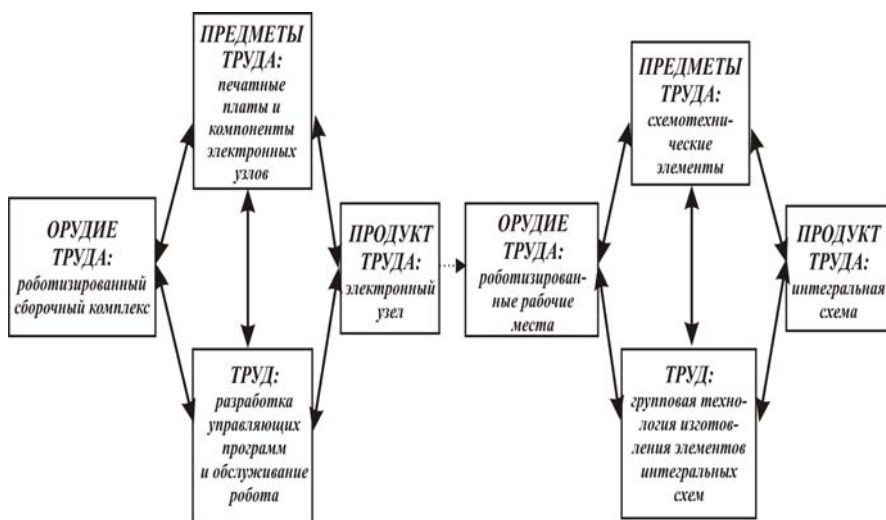 ПРЕДМЕТЫ
ТРУДА:
печатные
платы и
компоненты
электронных
узлов
ОРУДИЕ
ТРУДА:
роботизированный
сборочный комплекс
ТРУД:
разработка
управляющих
программ
и обслуживание
робота
ПРОДУКТ
ТРУДА:
электронный
узел
ОРУДИЕ
ТРУДА:
роботизирован-
ные рабочие
места
ПРЕДМЕТЫ
ТРУДА:
схемотехни-
ческие
элементы
ТРУД:
групповая техно-
логия изготов-
ления элементов
интегральных
схем
ПРОДУКТ
ТРУДА:
интегральная
схема